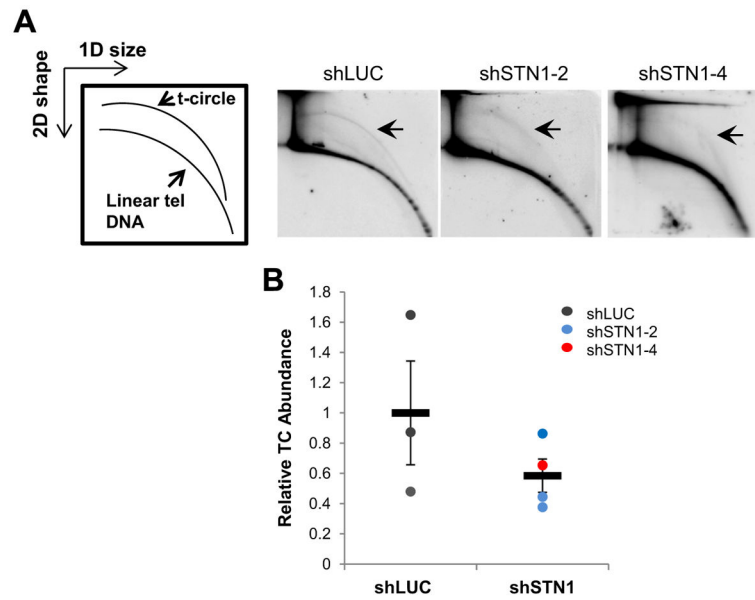 A
1D size
2D shape
t-circle
Linear tel
DNA
shLUC
shSTN1-2
shSTN1-4
B
Relative TC Abundance
1.8
1.6
1.4
1.2
1
0.8
0.6
0.4
0.2
0
shLUC
shSTN1
shLUC
shSTN1-2
shSTN1-4